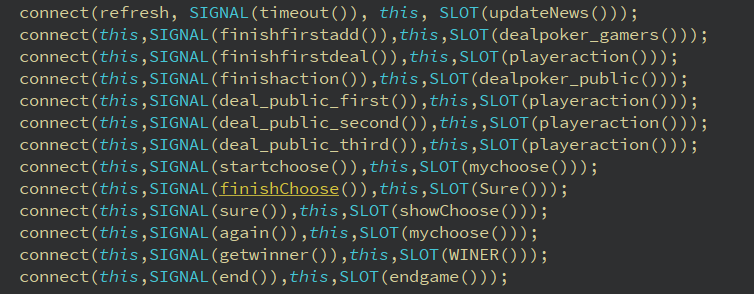 connect(refresh, SIGNAL(timeout()), this, SLOT(updateNews()));
connect(this,SIGNAL(finishfirstadd()),this,SLOT(dealpoker_gamers()));
connect(this,SIGNAL(finishfirstdeal()),this,SLOT(playeraction()));
connect(this,SIGNAL(finishaction()),this,SLOT(dealpoker_public()));
connect(this,SIGNAL(deal_public_first()),this,SLOT(playeraction()));
connect(this,SIGNAL(deal_public_second()),this,SLOT(playeraction()));
connect(this,SIGNAL(deal_public_third()),this,SLOT(playeraction()));
connect(this,SIGNAL(startchoose()),this,SLOT(mychoose()));
connect(this,SIGNAL(finishChoose()),this,SLOT(Sure()));
connect(this,SIGNAL(sure()),this,SLOT(showChoose()));
connect(this,SIGNAL(again()),this,SLOT(mychoose()));
connect(this,SIGNAL(getwinner()),this,SLOT(WINER()));
connect(this,SIGNAL(end()),this,SLOT(endgame()));